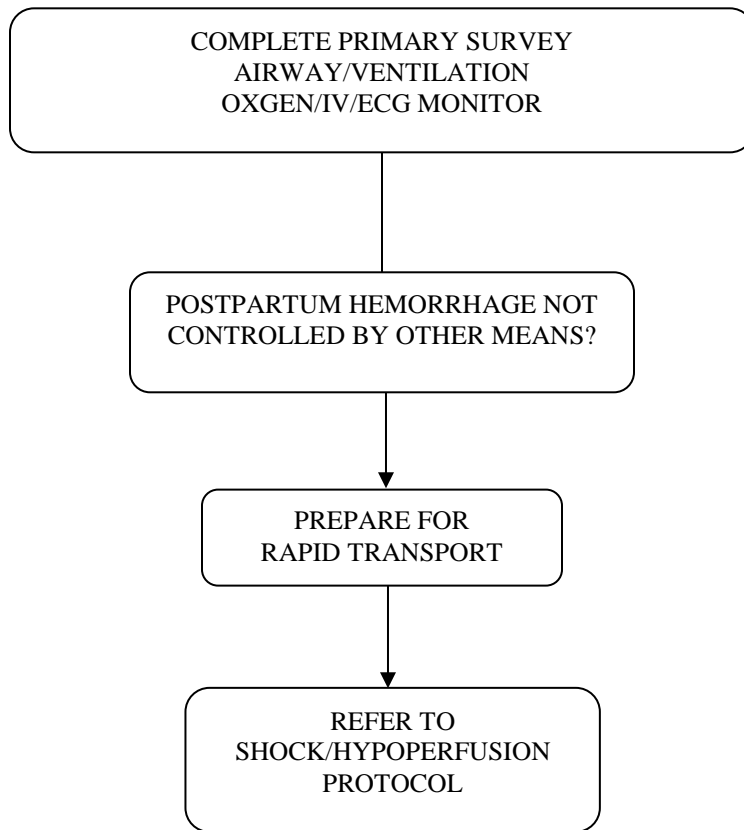 COMPLETE PRIMARY SURVEY
AIRWAY/VENTILATION
OXGEN/IV/ECG MONITOR
POSTPARTUM HEMORRHAGE NOT
CONTROLLED BY OTHER MEANS?
PREPARE FOR
RAPID TRANSPORT
REFER TO
SHOCK/HYPOPERFUSION
PROTOCOL